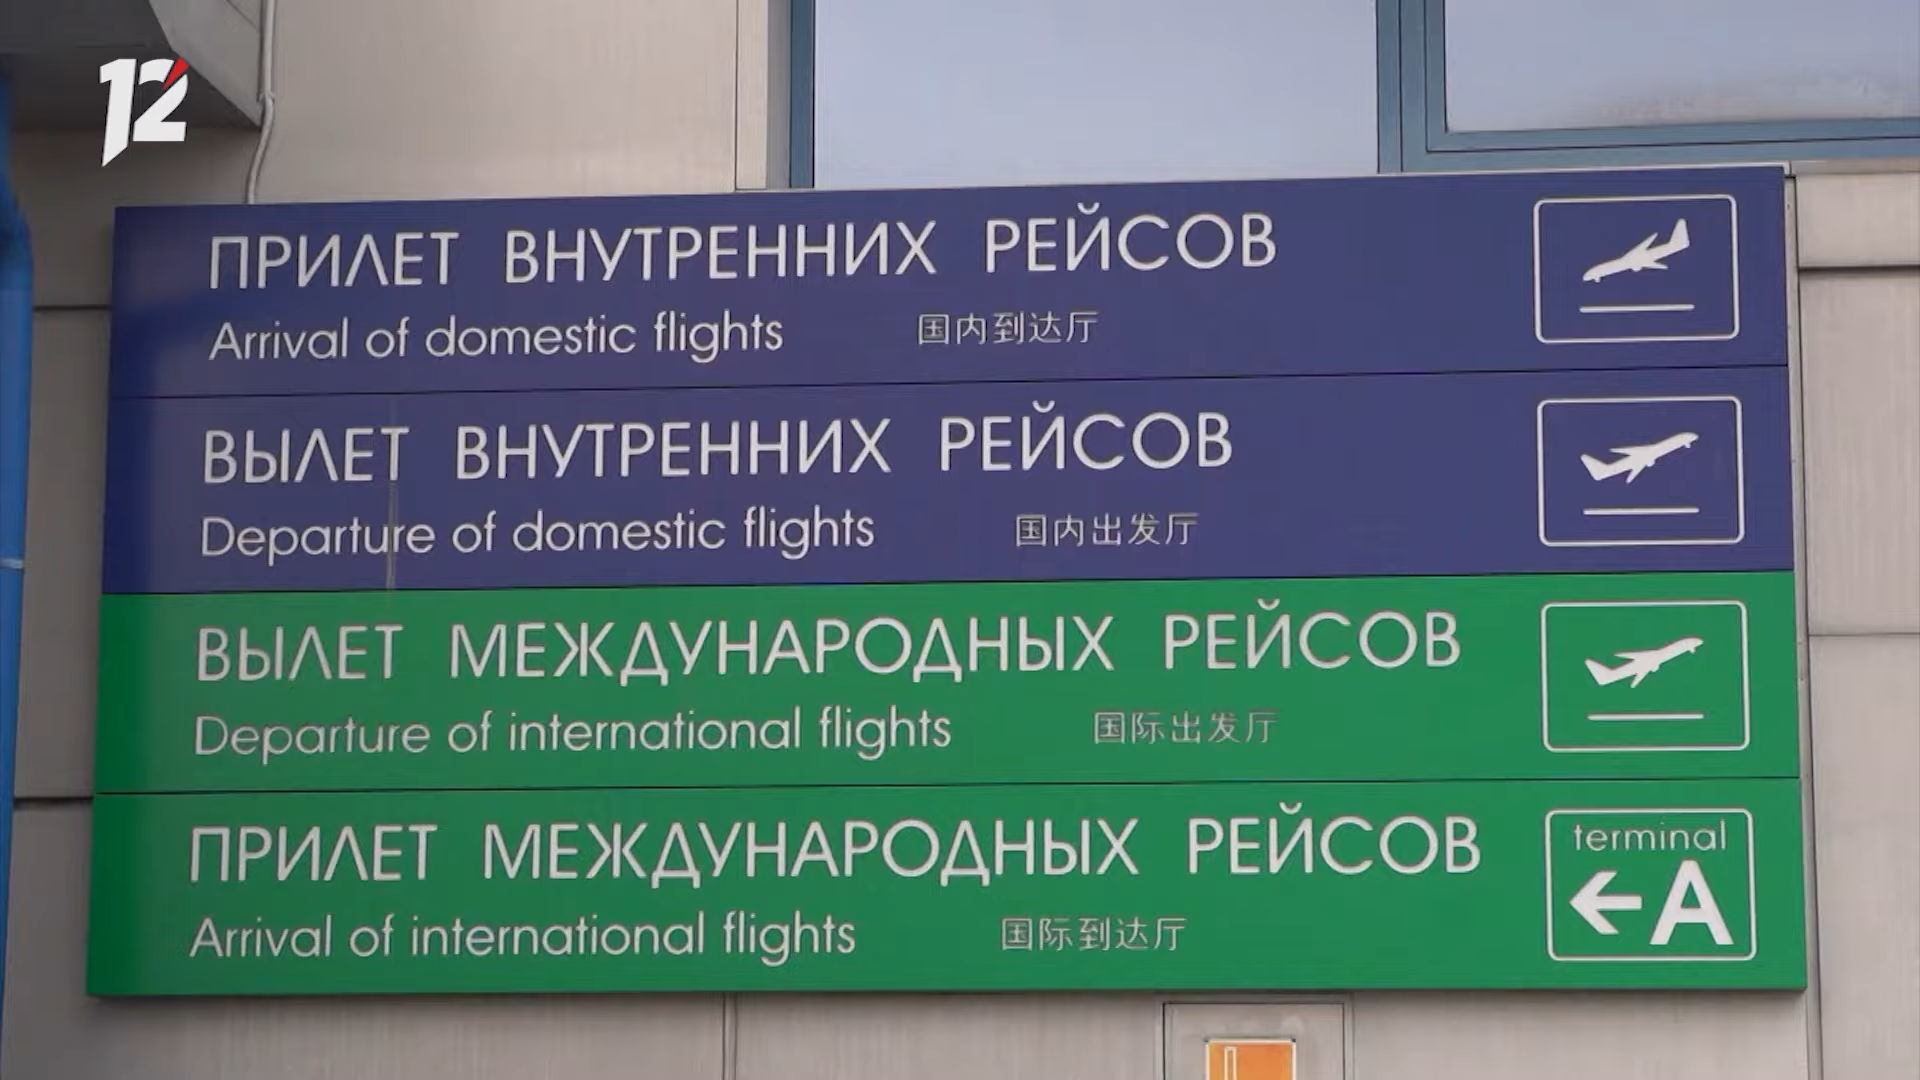 12
ПРИЛЕТ ВНУТРЕННИХ РЕЙСОВ
Arrival of domestic flights 国内到达厅
ВЫЛЕТ ВНУТРЕННИХ РЕЙСОВ
Departure of domestic flights 国内出发厅
ВЫЛЕТ МЕЖДУНАРОДНЫХ РЕЙСОВ
Departure of international flights 国际出发厅
ПРИЛЕТ МЕЖДУНАРОДНЫХ РЕЙСОВ
Arrival of international flights 国际到达厅
terminal
←A